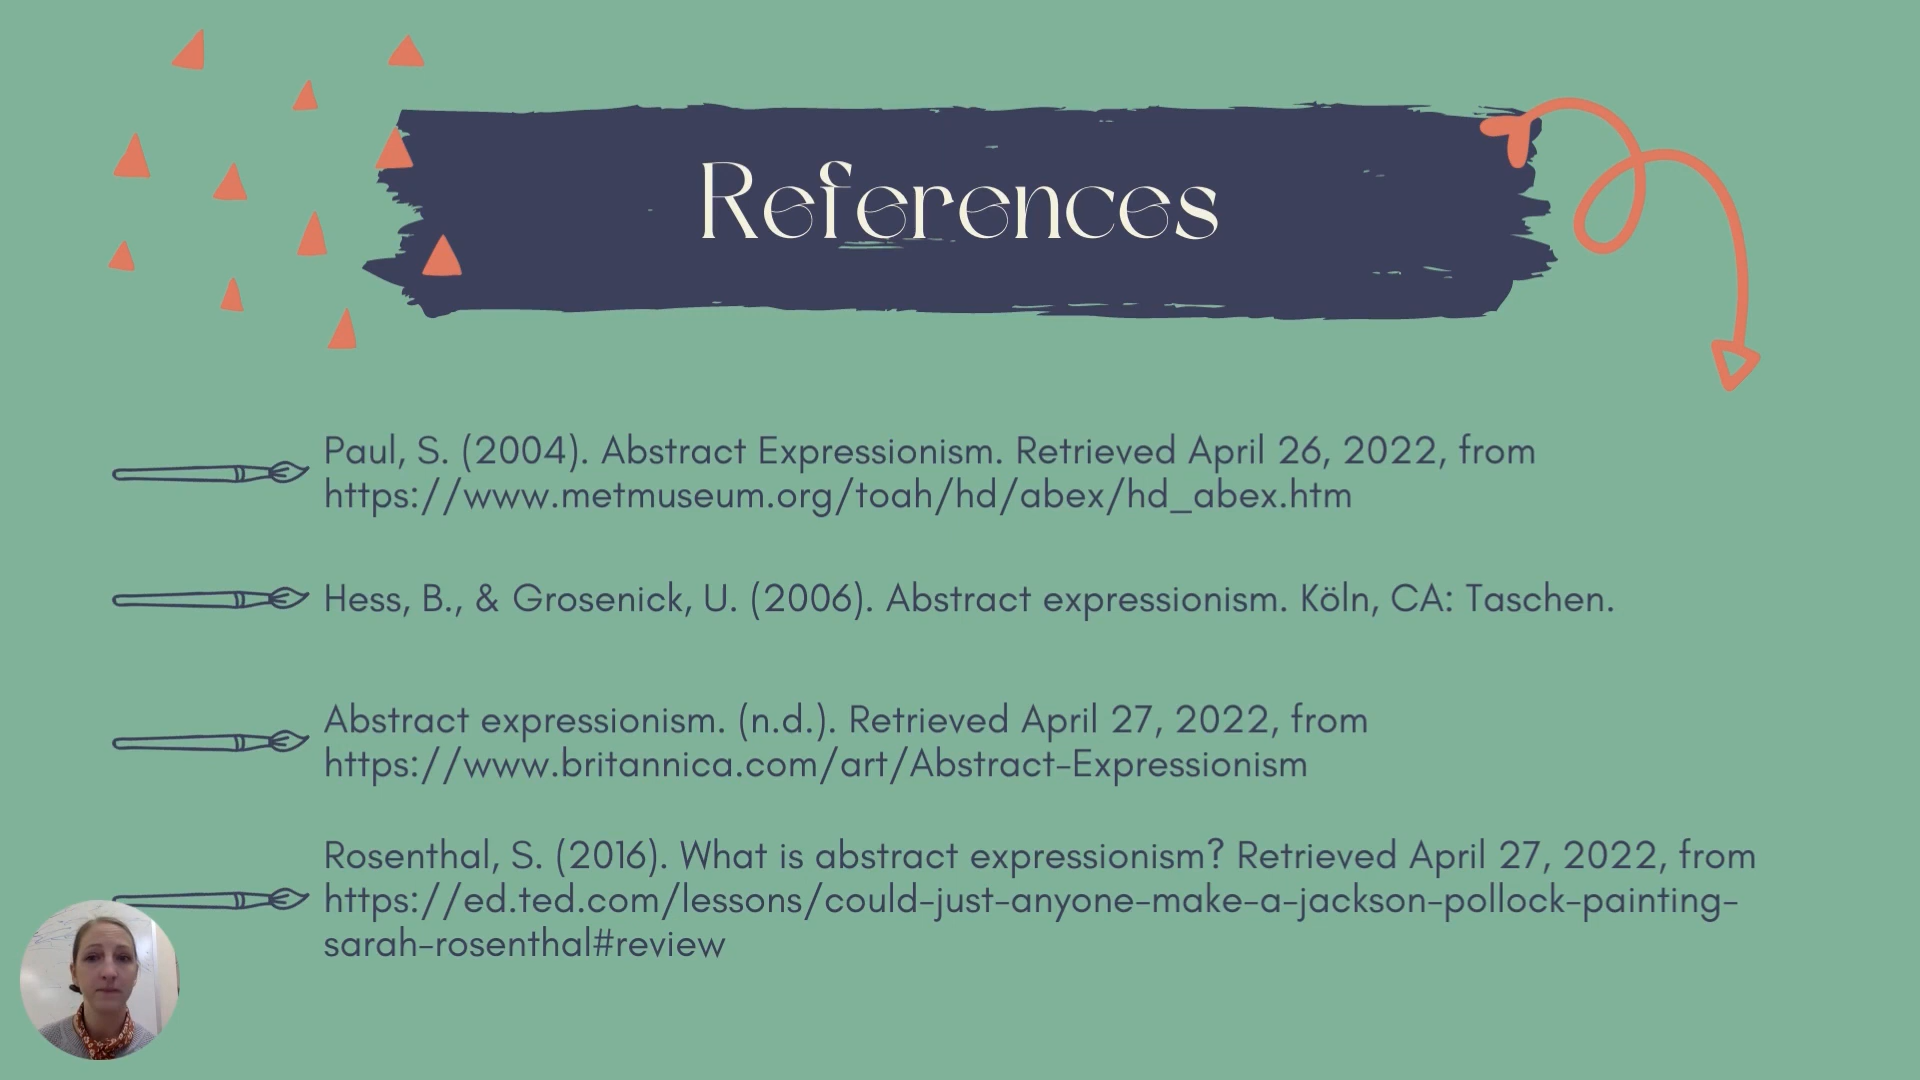 References
Paul, S. (2004). Abstract Expressionism. Retrieved April 26, 2022, from
https://www.metmuseum.org/toah/hd/abex/hd_abex.htm
Hess, B., & Grosenick, U. (2006). Abstract expressionism. Köln, CA: Taschen.
Abstract expressionism. (n.d.). Retrieved April 27, 2022, from
https://www.britannica.com/art/Abstract-Expressionism
Rosenthal, S. (2016). What is abstract expressionism? Retrieved April 27, 2022, from
https://ed.ted.com/lessons/could-just-anyone-make-a-jackson-pollock-painting-
sarah-rosenthal#review